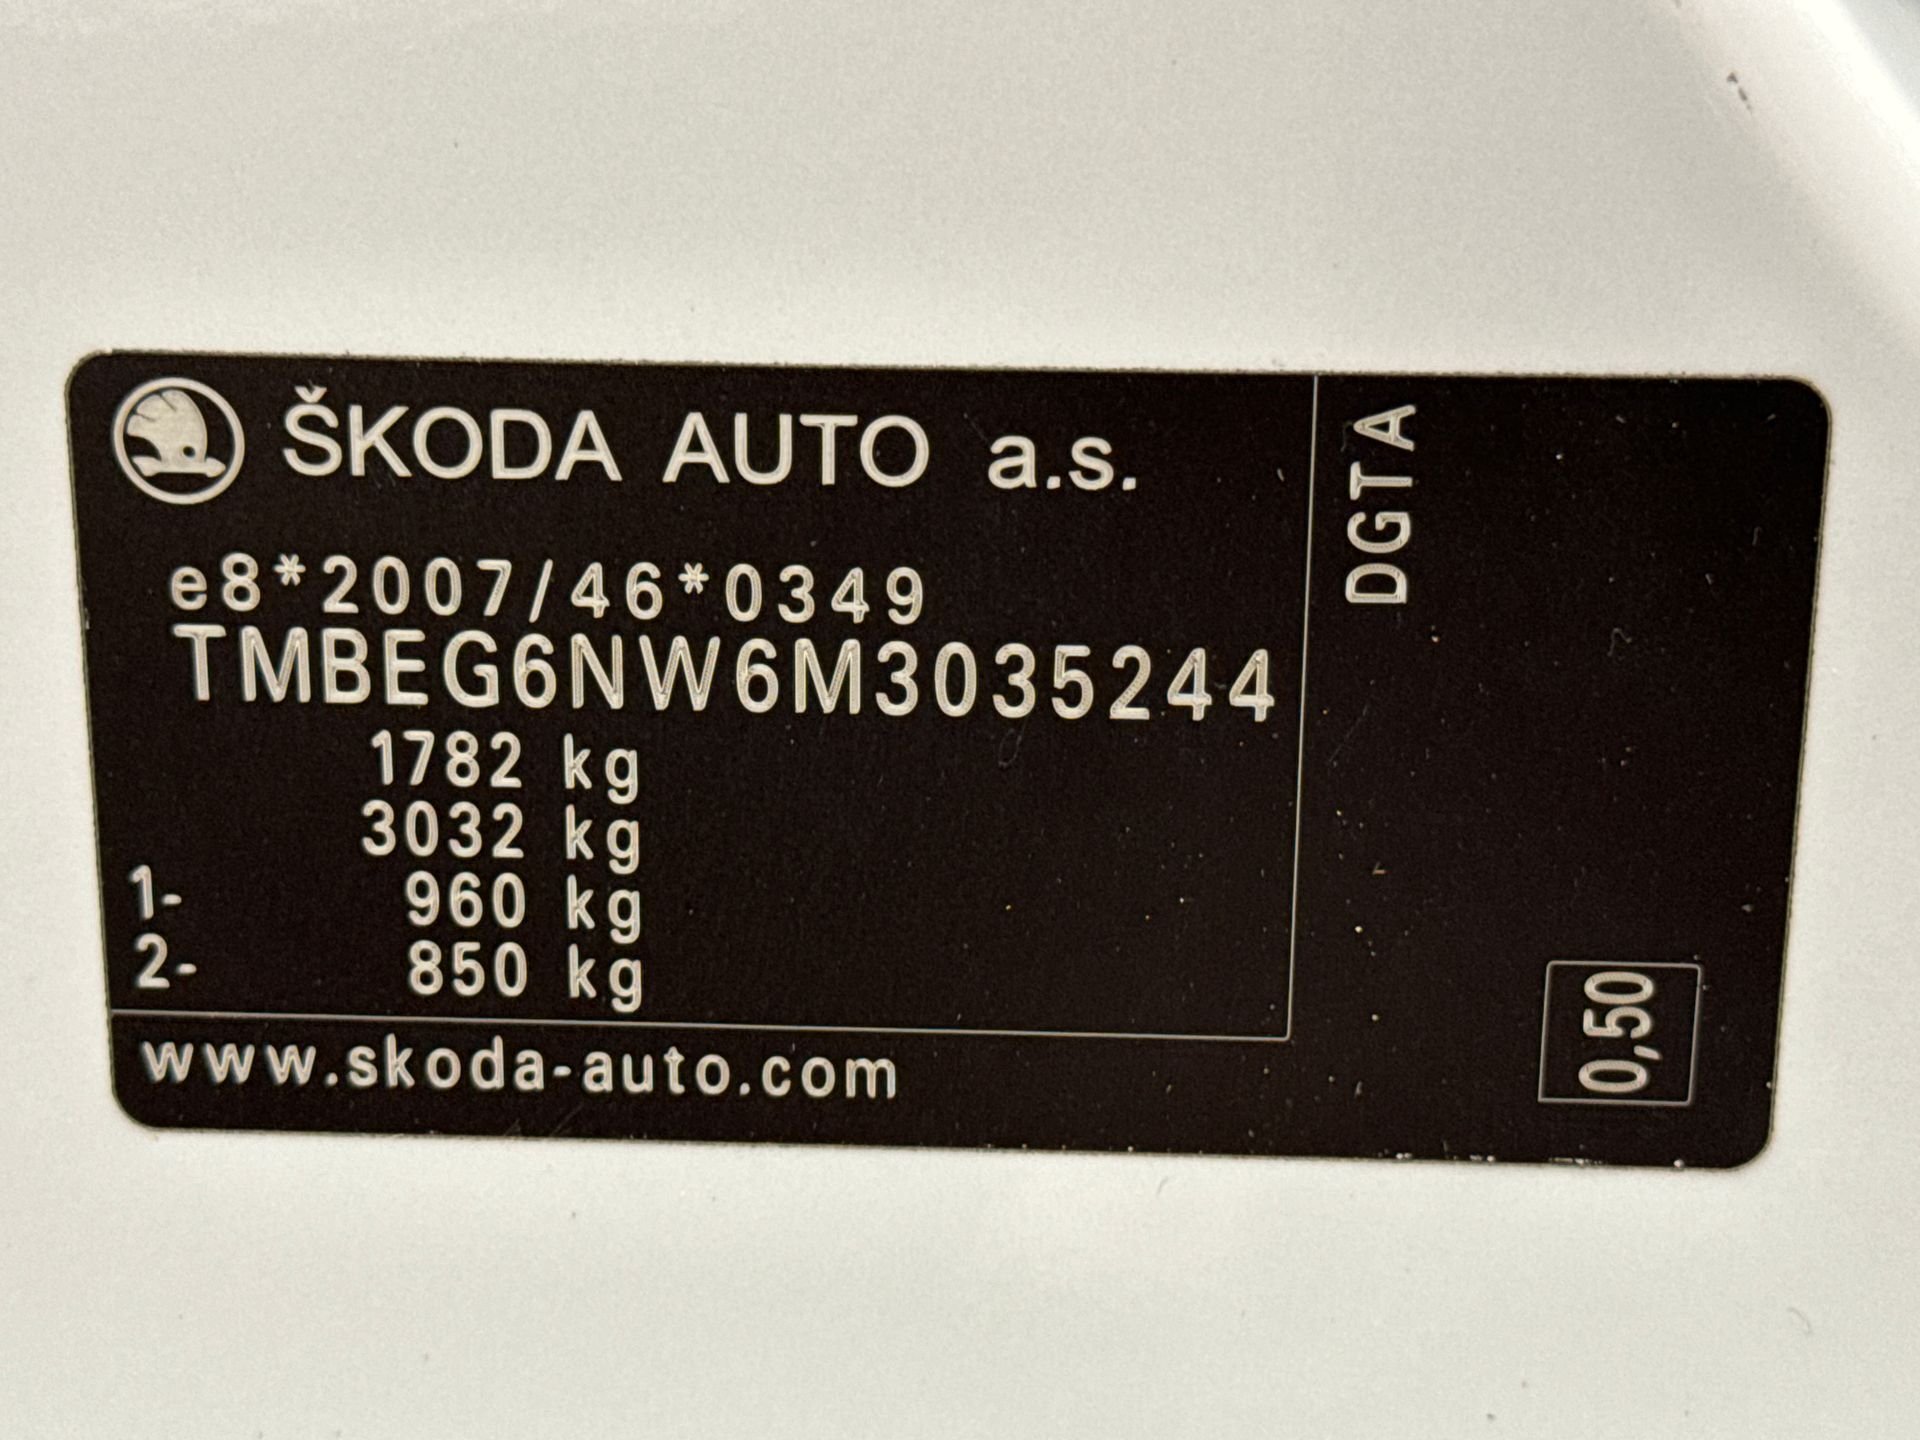 ŠKODA AUTO a.s.
e8*2007/46*0349
TMBEG6NW6M3035244
1782 kg
3032 kg
1- 960 kg
2- 850 kg
www.skoda-auto.com
DGTA
0,50